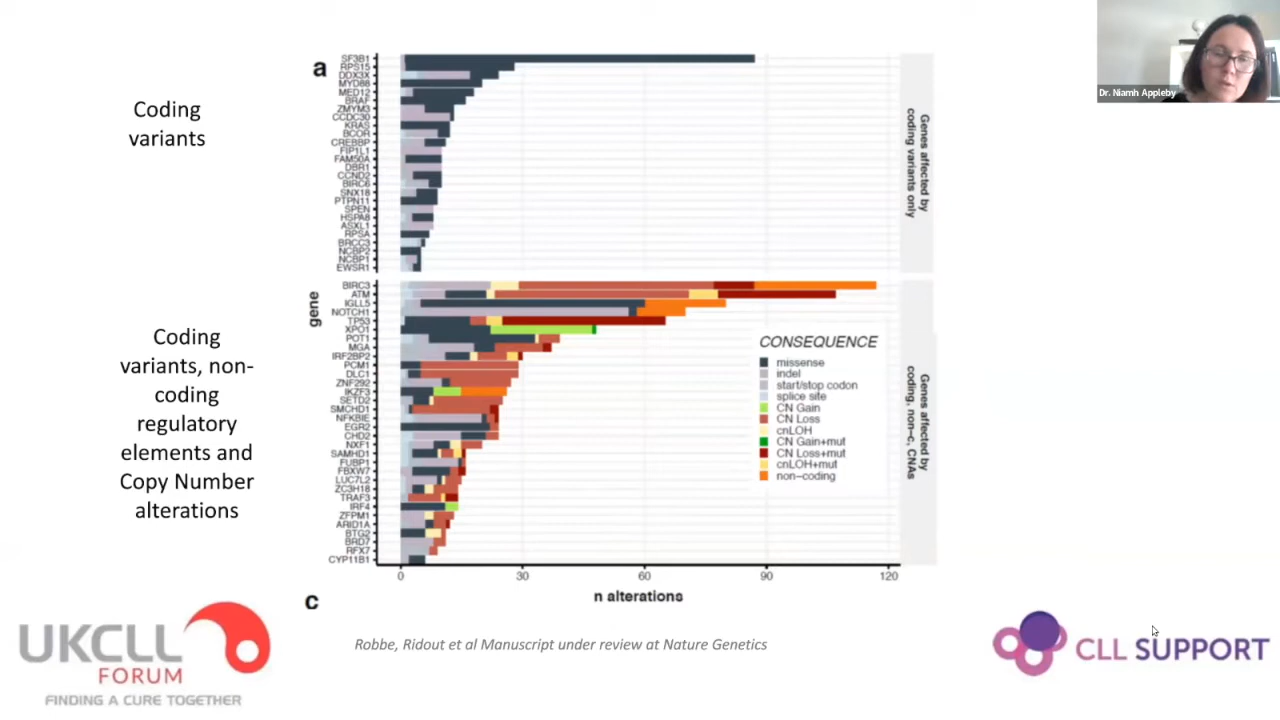 Dr. Niamh Appleby
Coding
variants
a
SF3B1
RPS15
DDX3X
MYD88
MED12
BRAF
ZMYM3
CCDC30
KRAS
BCOR
CREBBP
FIP1L1
FAM50A
DBR1
CCND2
BIRC6
SNX18
PTPN11
SPEN
HSPA8
ASXL1
RPSA
BRCC3
NCBP2
NCBP1
EWSR1
Genes affected by
coding variants only
Coding
variants, non-
coding
regulatory
elements and
Copy Number
alterations
gene
BIRC3
ATM
IGLL5
NOTCH1
TP53
XPO1
POT1
MGA
IRF2BP2
PCM1
DLC1
ZNF292
IKZF3
SETD2
SMCHD1
NFKBIE
EGR2
CHD2
NXF1
SAMHD1
FUBP1
FBXW7
LUC7L2
ZC3H18
TRAF3
IRF4
ZFPM1
ARID1A
BTG2
BRD7
RFX7
CYP11B1
CONSEQUENCE
missense
indel
start/stop codon
splice site
CN Gain
CN Loss
cnLOH
CN Gain+mut
CN Loss+mut
cnLOH+mut
non-coding
Genes affected by
coding, non-c, CNAs
0 30 60 90 120
n alterations
c
Robbe, Ridout et al Manuscript under review at Nature Genetics
UKCLL
FORUM
FINDING A CURE TOGETHER
CLL SUPPORT